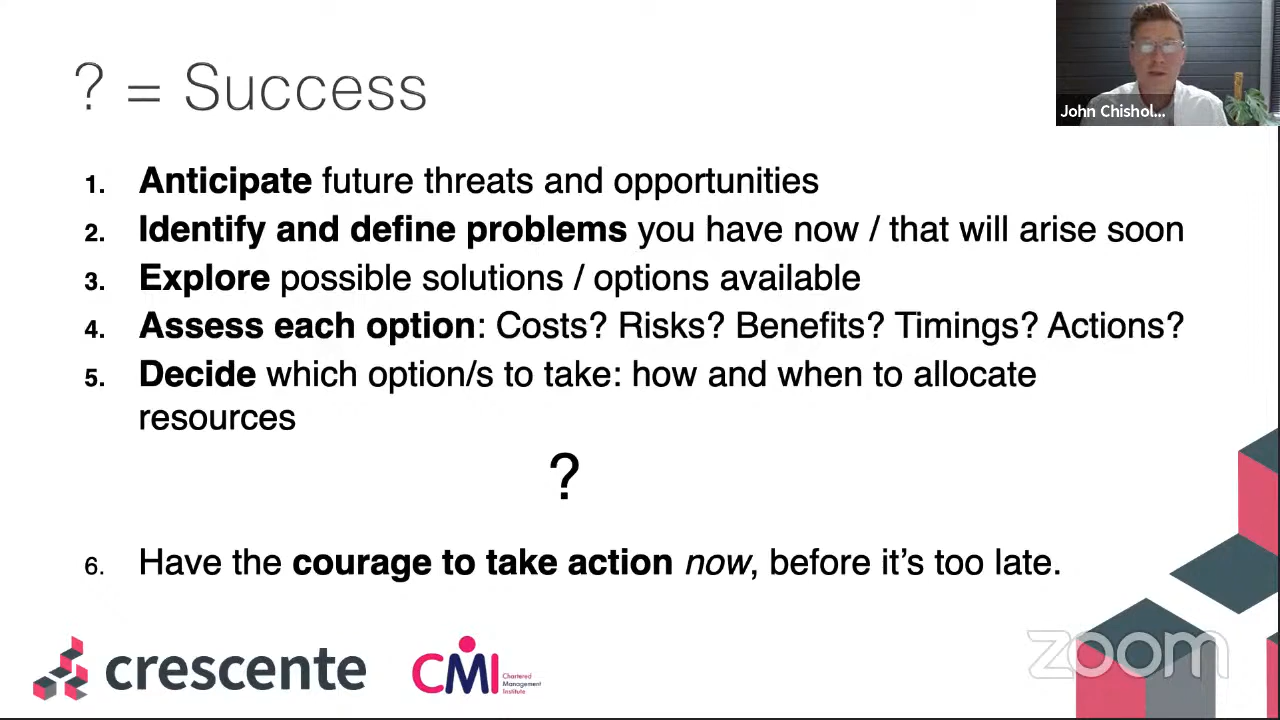 ? = Success
John Chishol...
1. Anticipate future threats and opportunities
2. Identify and define problems you have now / that will arise soon
3. Explore possible solutions / options available
4. Assess each option: Costs? Risks? Benefits? Timings? Actions?
5. Decide which option/s to take: how and when to allocate
resources
?
6. Have the courage to take action now, before it’s too late.
crescente
CMI
Chartered
Management
Institute
zoom